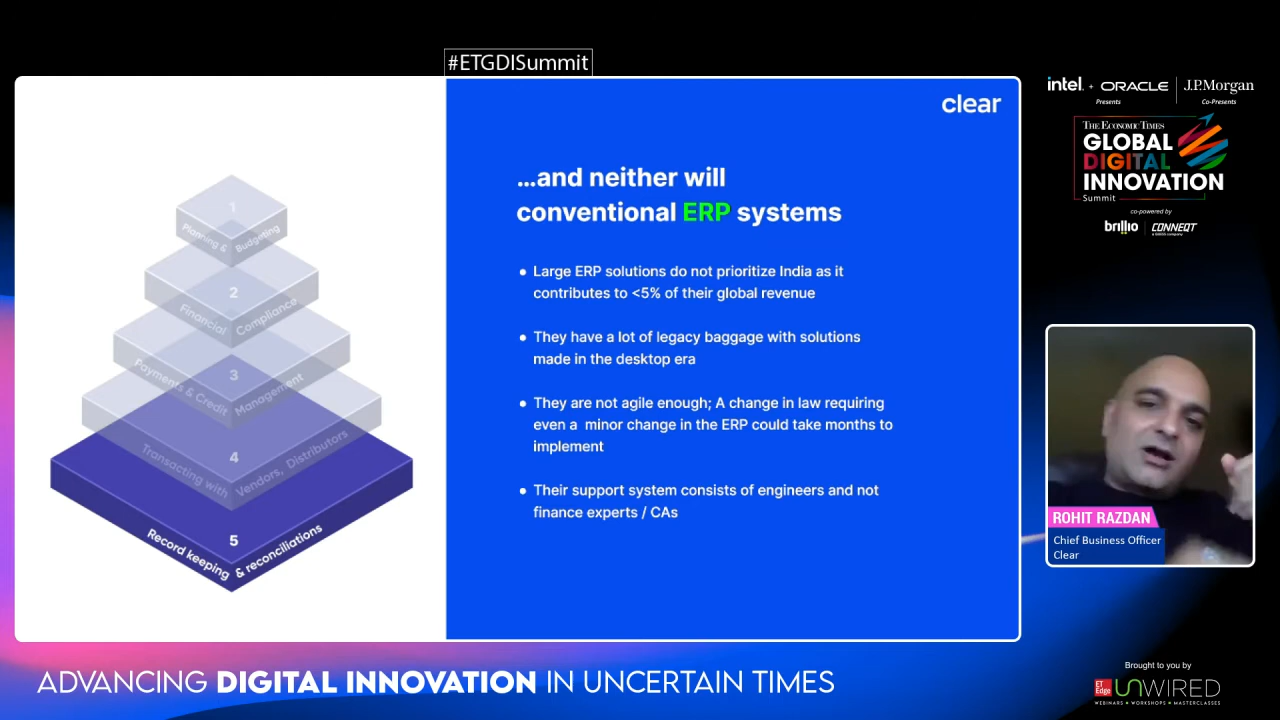 #ETGDISummit
clear
...and neither will
conventional ERP systems
• Large ERP solutions do not prioritize India as it
contributes to <5% of their global revenue
• They have a lot of legacy baggage with solutions
made in the desktop era
• They are not agile enough; A change in law requiring
even a minor change in the ERP could take months to
implement
• Their support system consists of engineers and not
finance experts / CAs
1
Planning & Budgeting
2
Financial Compliance
3
Payments & Credit Management
4
Transacting with Vendors, Distributors
5
Record keeping & reconciliations
intel. + ORACLE
Presents
J.P.Morgan
Co-Presents
THE ECONOMIC TIMES
GLOBAL
DIGITAL
INNOVATION
Summit
co-powered by
brillio
CONNEQT
ROHIT RAZDAN
Chief Business Officer
Clear
ADVANCING DIGITAL INNOVATION IN UNCERTAIN TIMES
Brought to you by
ET Edge UNWIRED
WEBINARS • WORKSHOPS • MASTERCLASSES